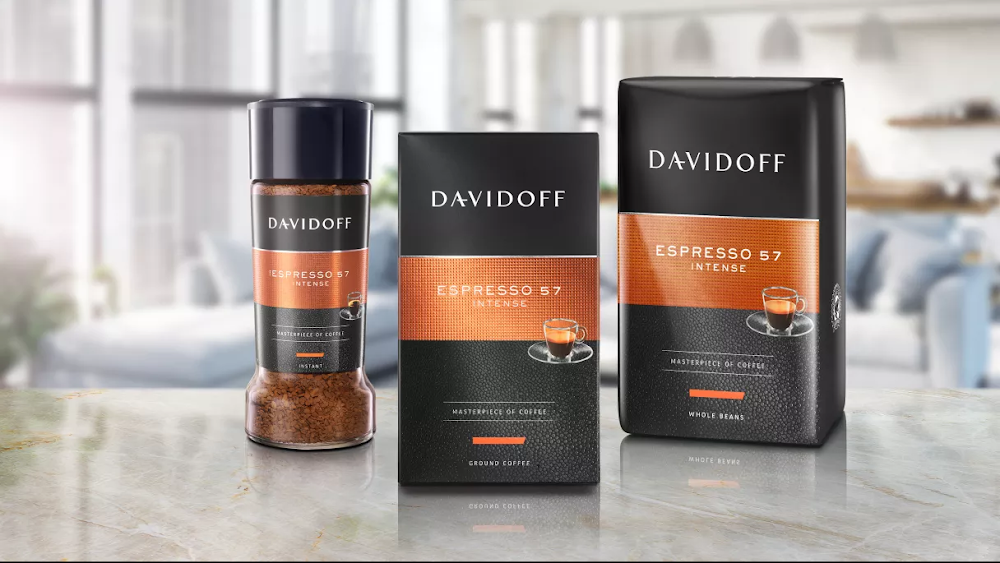 DAVIDOFF
ESPRESSO 57
INTENSE
MASTERPIECE OF COFFEE
INSTANT
DAVIDOFF
ESPRESSO 57
INTENSE
MASTERPIECE OF COFFEE
GROUND COFFEE
DAVIDOFF
ESPRESSO 57
INTENSE
MASTERPIECE OF COFFEE
WHOLE BEANS